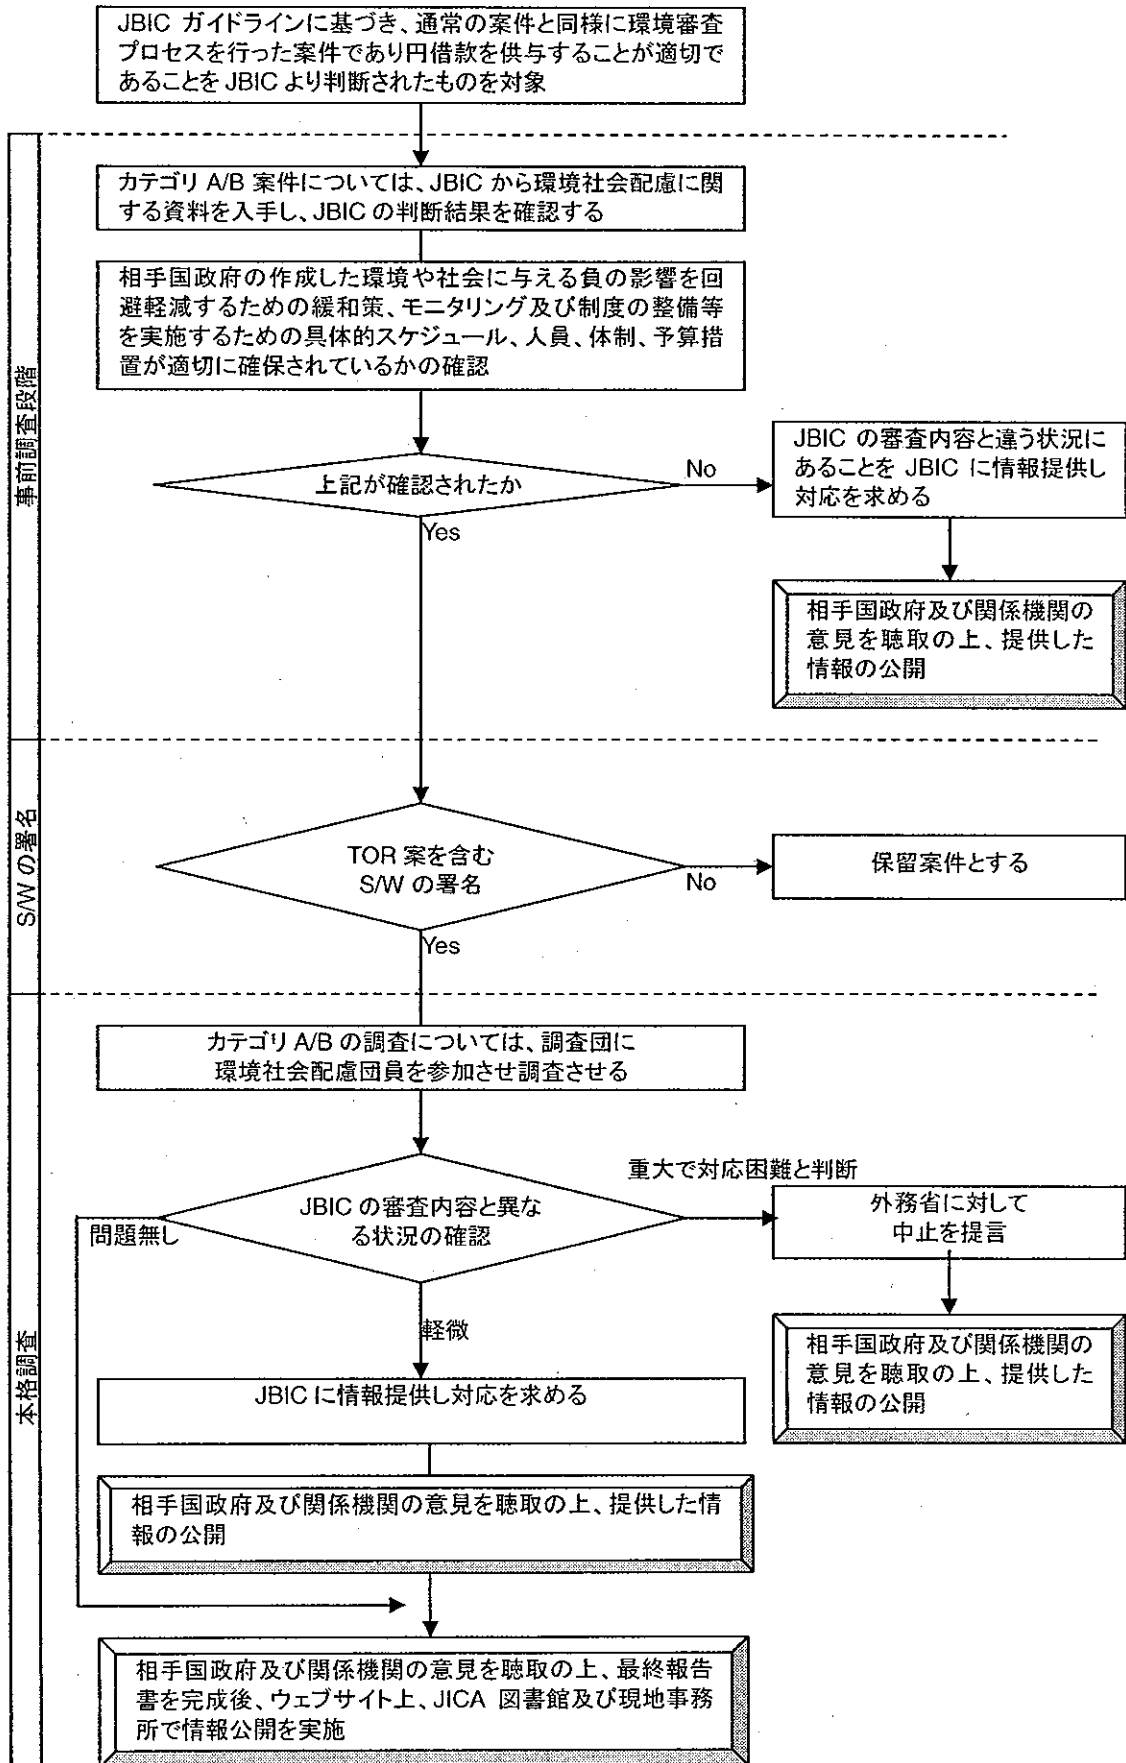 JBIC ガイドラインに基づき、通常の案件と同様に環境審査
プロセスを行った案件であり円借款を供与することが適切で
あることを JBIC より判断されたものを対象
事前調査段階
カテゴリ A/B 案件については、JBIC から環境社会配慮に関
する資料を入手し、JBIC の判断結果を確認する
相手国政府の作成した環境や社会に与える負の影響を回
避軽減するための緩和策、モニタリング及び制度の整備等
を実施するための具体的スケジュール、人員、体制、予算措
置が適切に確保されているかの確認
上記が確認されたか
No
Yes
JBIC の審査内容と違う状況に
あることを JBIC に情報提供し
対応を求める
相手国政府及び関係機関の
意見を聴取の上、提供した
情報の公開
S/W の署名
TOR 案を含む
S/W の署名
No
Yes
保留案件とする
本格調査
カテゴリ A/B の調査については、調査団に
環境社会配慮団員を参加させ調査させる
JBIC の審査内容と異な
る状況の確認
問題無し
重大で対応困難と判断
軽微
外務省に対して
中止を提言
相手国政府及び関係機関の
意見を聴取の上、提供した
情報の公開
JBIC に情報提供し対応を求める
相手国政府及び関係機関の意見を聴取の上、提供した情
報の公開
相手国政府及び関係機関の意見を聴取の上、最終報告
書を完成後、ウェブサイト上、JICA 図書館及び現地事務
所で情報公開を実施